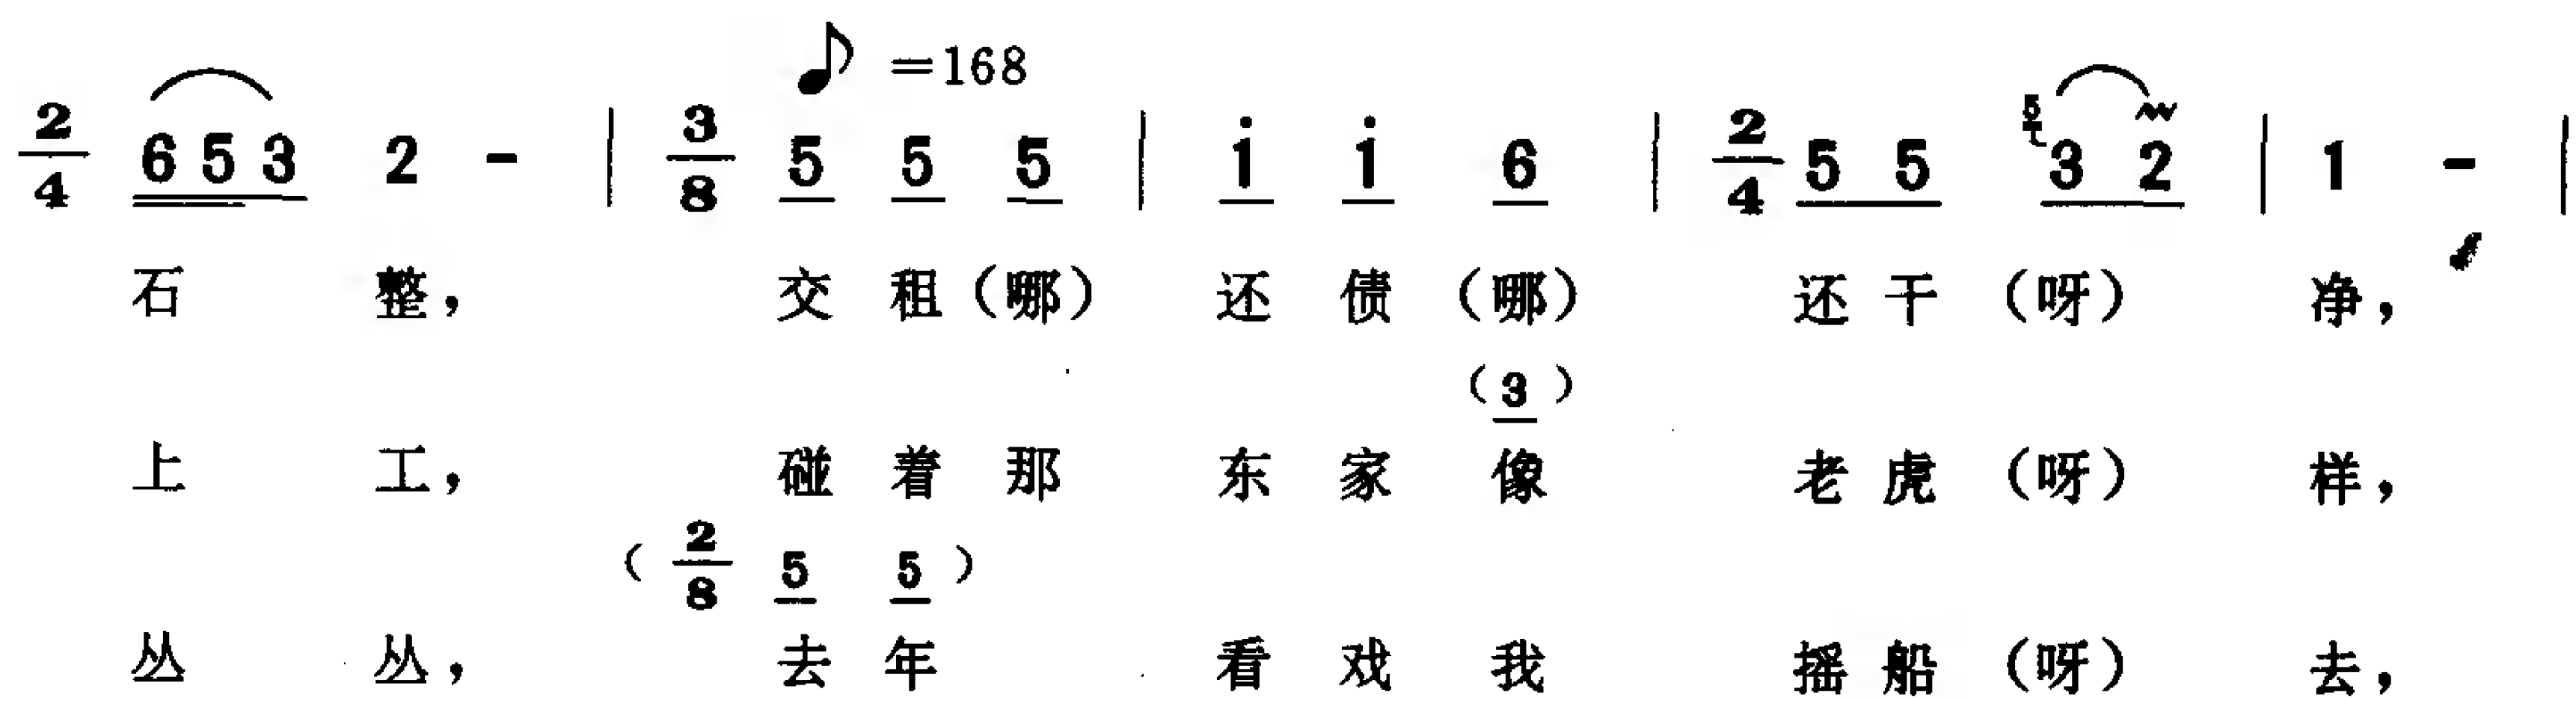 ♪=168
2/4 653 2 - | 3/8 5 5 5 | i i 6 | 2/4 5 5 5 3 2 | 1 - |
石 整， 交 租（哪） 还 债（哪） 还 干（呀） 净，
（3）
上 工， 碰 着 那 东 家 像 老 虎（呀） 样，
（2/8 5 5）
丛 丛， 去 年 看 戏 我 摇 船（呀） 去，